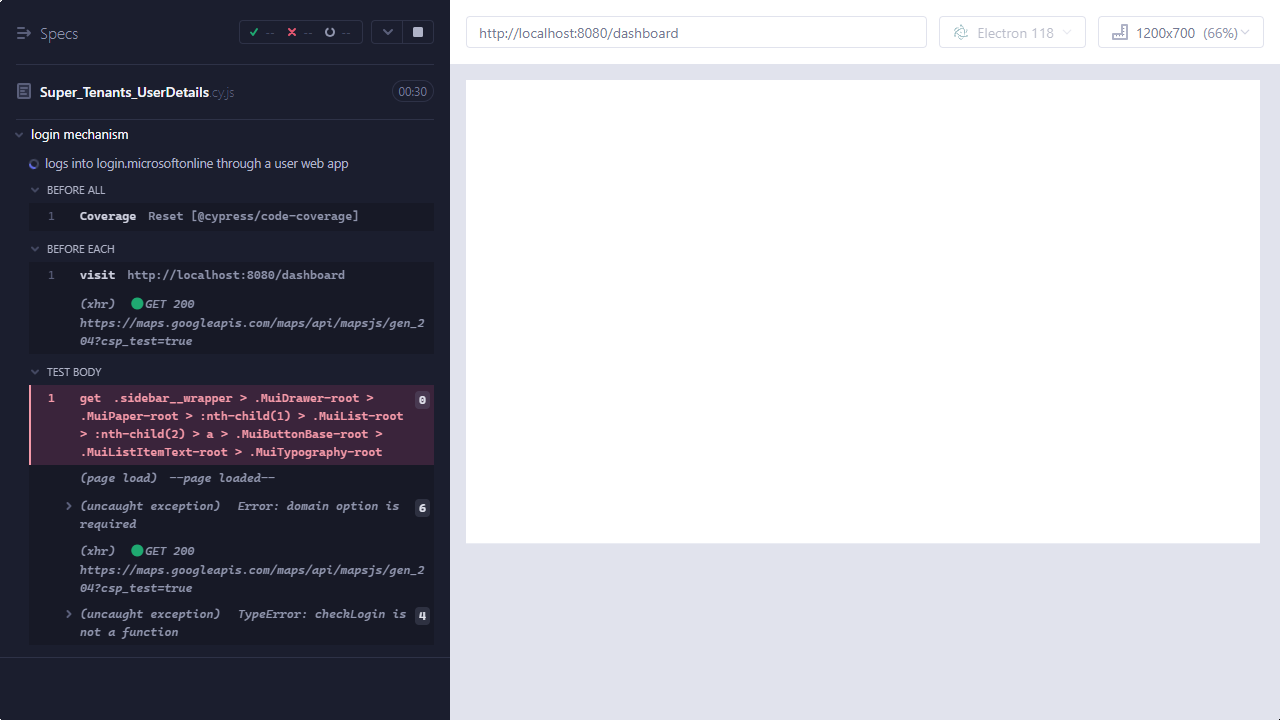 Specs
-- -- --
Super_Tenants_UserDetails.cy.js
00:30
login mechanism
logs into login.microsoftonline through a user web app
BEFORE ALL
1 Coverage Reset [@cypress/code-coverage]
BEFORE EACH
1 visit http://localhost:8080/dashboard
(xhr) GET 200
https://maps.googleapis.com/maps/api/mapsjs/gen_2
04?csp_test=true
TEST BODY
1 get .sidebar__wrapper > .MuiDrawer-root > 0
.MuiPaper-root > :nth-child(1) > .MuiList-root
> :nth-child(2) > a > .MuiButtonBase-root >
.MuiListItemText-root > .MuiTypography-root
(page load) --page loaded--
(uncaught exception) Error: domain option is 6
required
(xhr) GET 200
https://maps.googleapis.com/maps/api/mapsjs/gen_2
04?csp_test=true
(uncaught exception) TypeError: checkLogin is 4
not a function
http://localhost:8080/dashboard
Electron 118
1200x700 (66%)